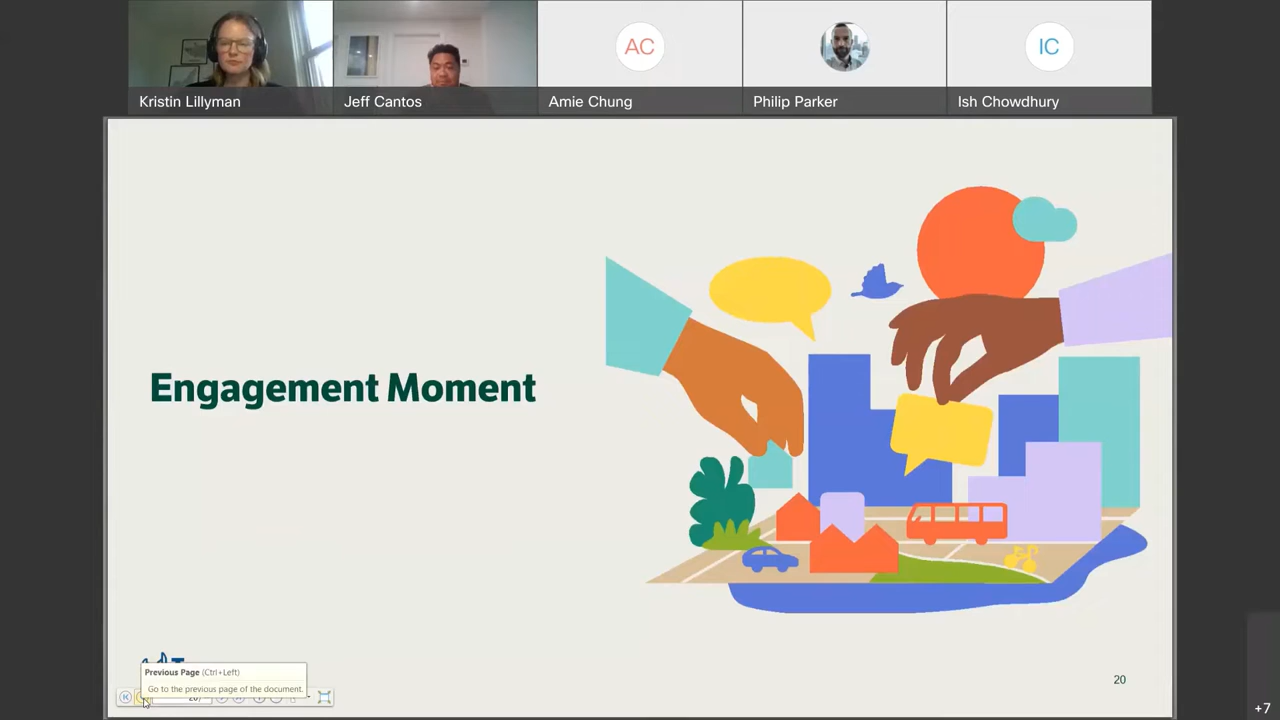 AC
IC
Kristin Lillyman
Jeff Cantos
Amie Chung
Philip Parker
Ish Chowdhury
Engagement Moment
Previous Page (Ctrl+Left)
Go to the previous page of the document.
20
+7